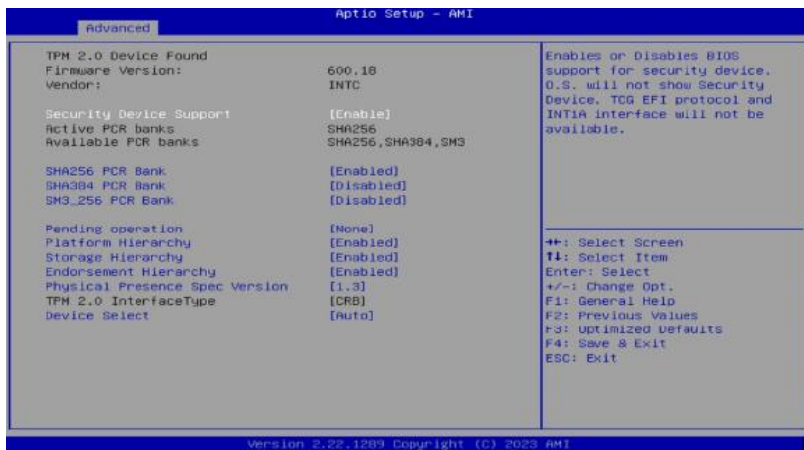 Aptio Setup - AMI
Advanced
TPM 2.0 Device Found
Firmware Version: 600.18
Vendor: INTC
Security Device Support [Enable]
Active PCR banks SHA256
Available PCR banks SHA256,SHA384,SM3
SHA256 PCR Bank [Enabled]
SHA384 PCR Bank [Disabled]
SM3_256 PCR Bank [Disabled]
Pending operation [None]
Platform Hierarchy [Enabled]
Storage Hierarchy [Enabled]
Endorsement Hierarchy [Enabled]
Physical Presence Spec Version [1.3]
TPM 2.0 InterfaceType [CRB]
Device Select [Auto]
Enables or Disables BIOS
support for security device.
O.S. will not show Security
Device. TCG EFI protocol and
INT1A interface will not be
available.
→←: Select Screen
↑↓: Select Item
Enter: Select
+/-: Change Opt.
F1: General Help
F2: Previous Values
F3: Optimized Defaults
F4: Save & Exit
ESC: Exit
Version 2.22.1289 Copyright (C) 2023 AMI